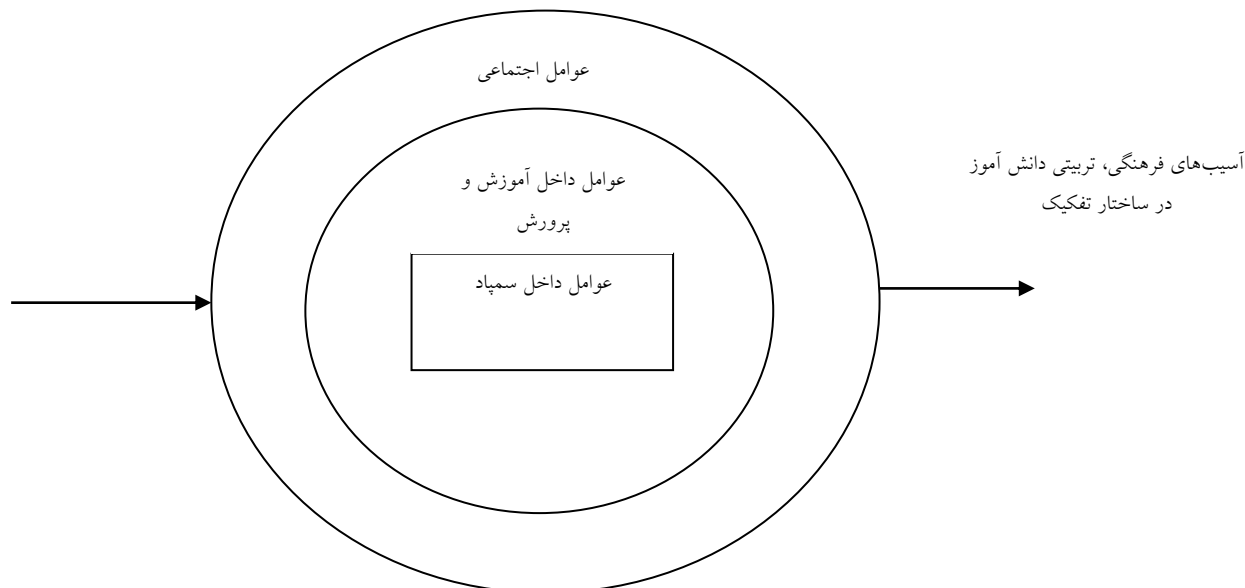 عوامل اجتماعی
عوامل داخل آموزش و
پرورش
عوامل داخل سمپاد
آسیب‌های فرهنگی، تربیتی دانش آموز
در ساختار تفکیک